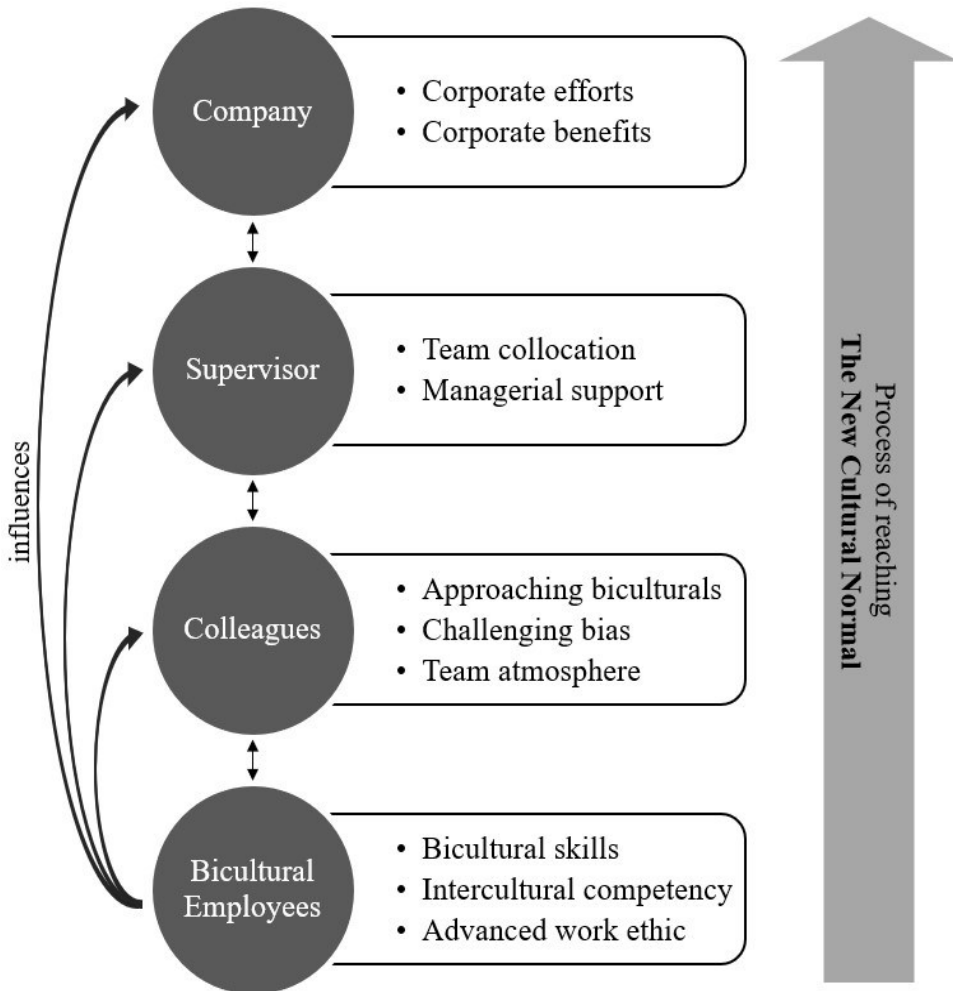 Company
• Corporate efforts
• Corporate benefits
Supervisor
• Team collocation
• Managerial support
influences
Colleagues
• Approaching biculturals
• Challenging bias
• Team atmosphere
Bicultural
Employees
• Bicultural skills
• Intercultural competency
• Advanced work ethic
Process of reaching
The New Cultural Normal